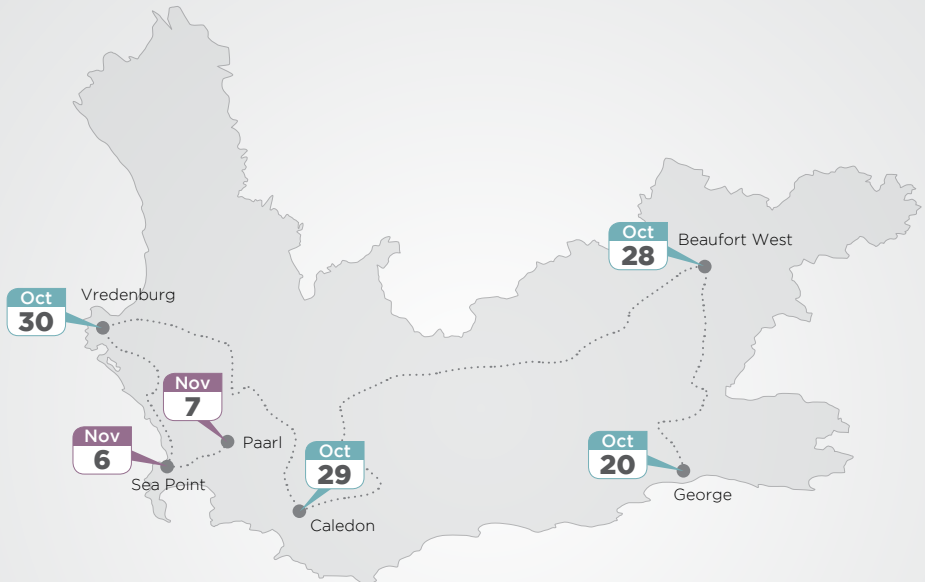 Oct
28
Beaufort West
Vredenburg
Oct
30
Nov
7
Paarl
Nov
6
Sea Point
Oct
29
Caledon
Oct
20
George